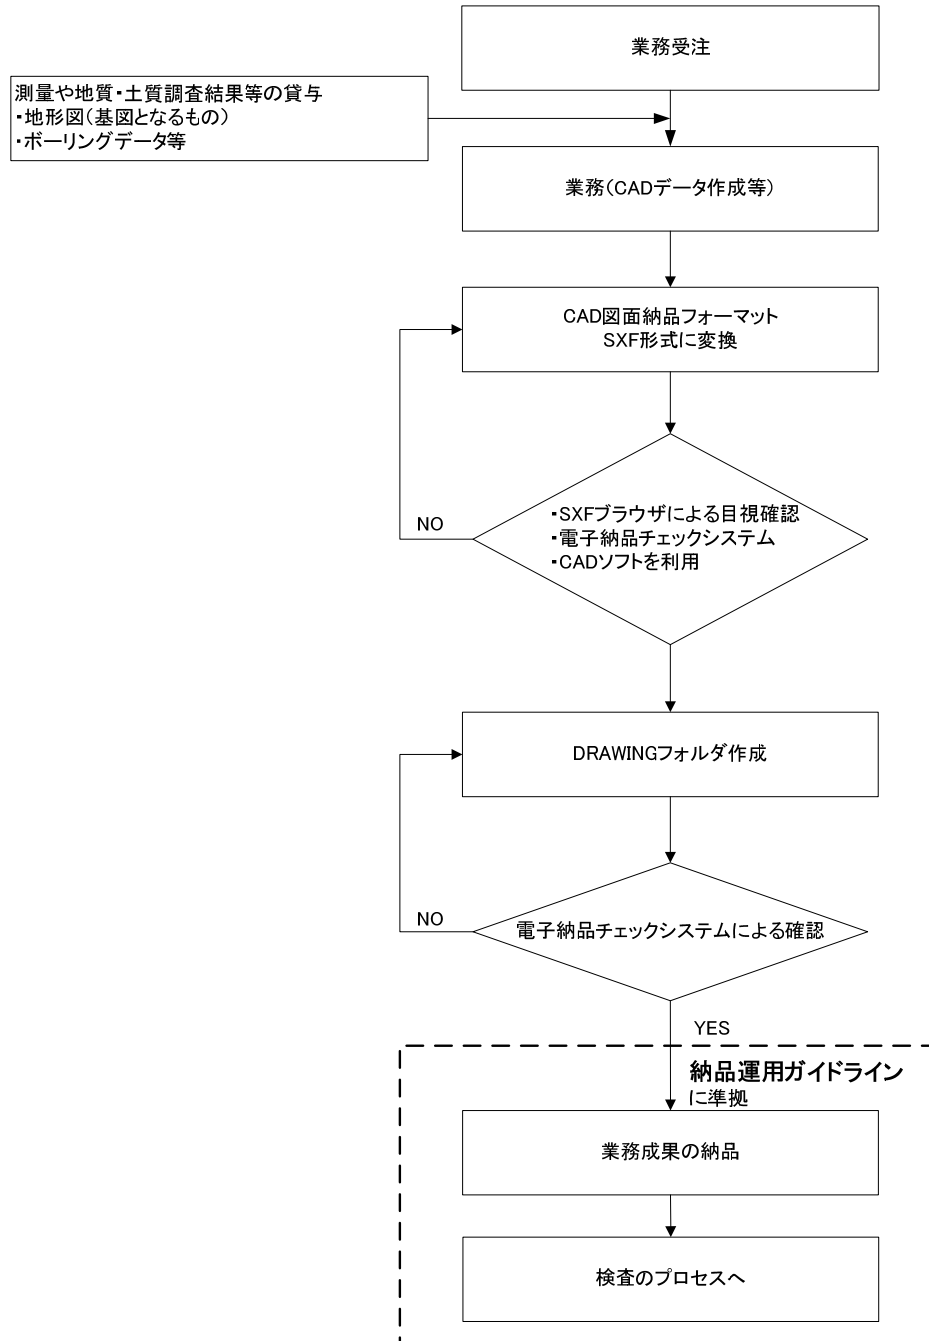 業務受注
測量や地質・土質調査結果等の貸与
・地形図（基図となるもの）
・ボーリングデータ等
業務（CADデータ作成等）
CAD図面納品フォーマット
SXF形式に変換
・SXFブラウザによる目視確認
・電子納品チェックシステム
・CADソフトを利用
NO
DRAWINGフォルダ作成
電子納品チェックシステムによる確認
NO
YES
納品運用ガイドライン
に準拠
業務成果の納品
検査のプロセスへ